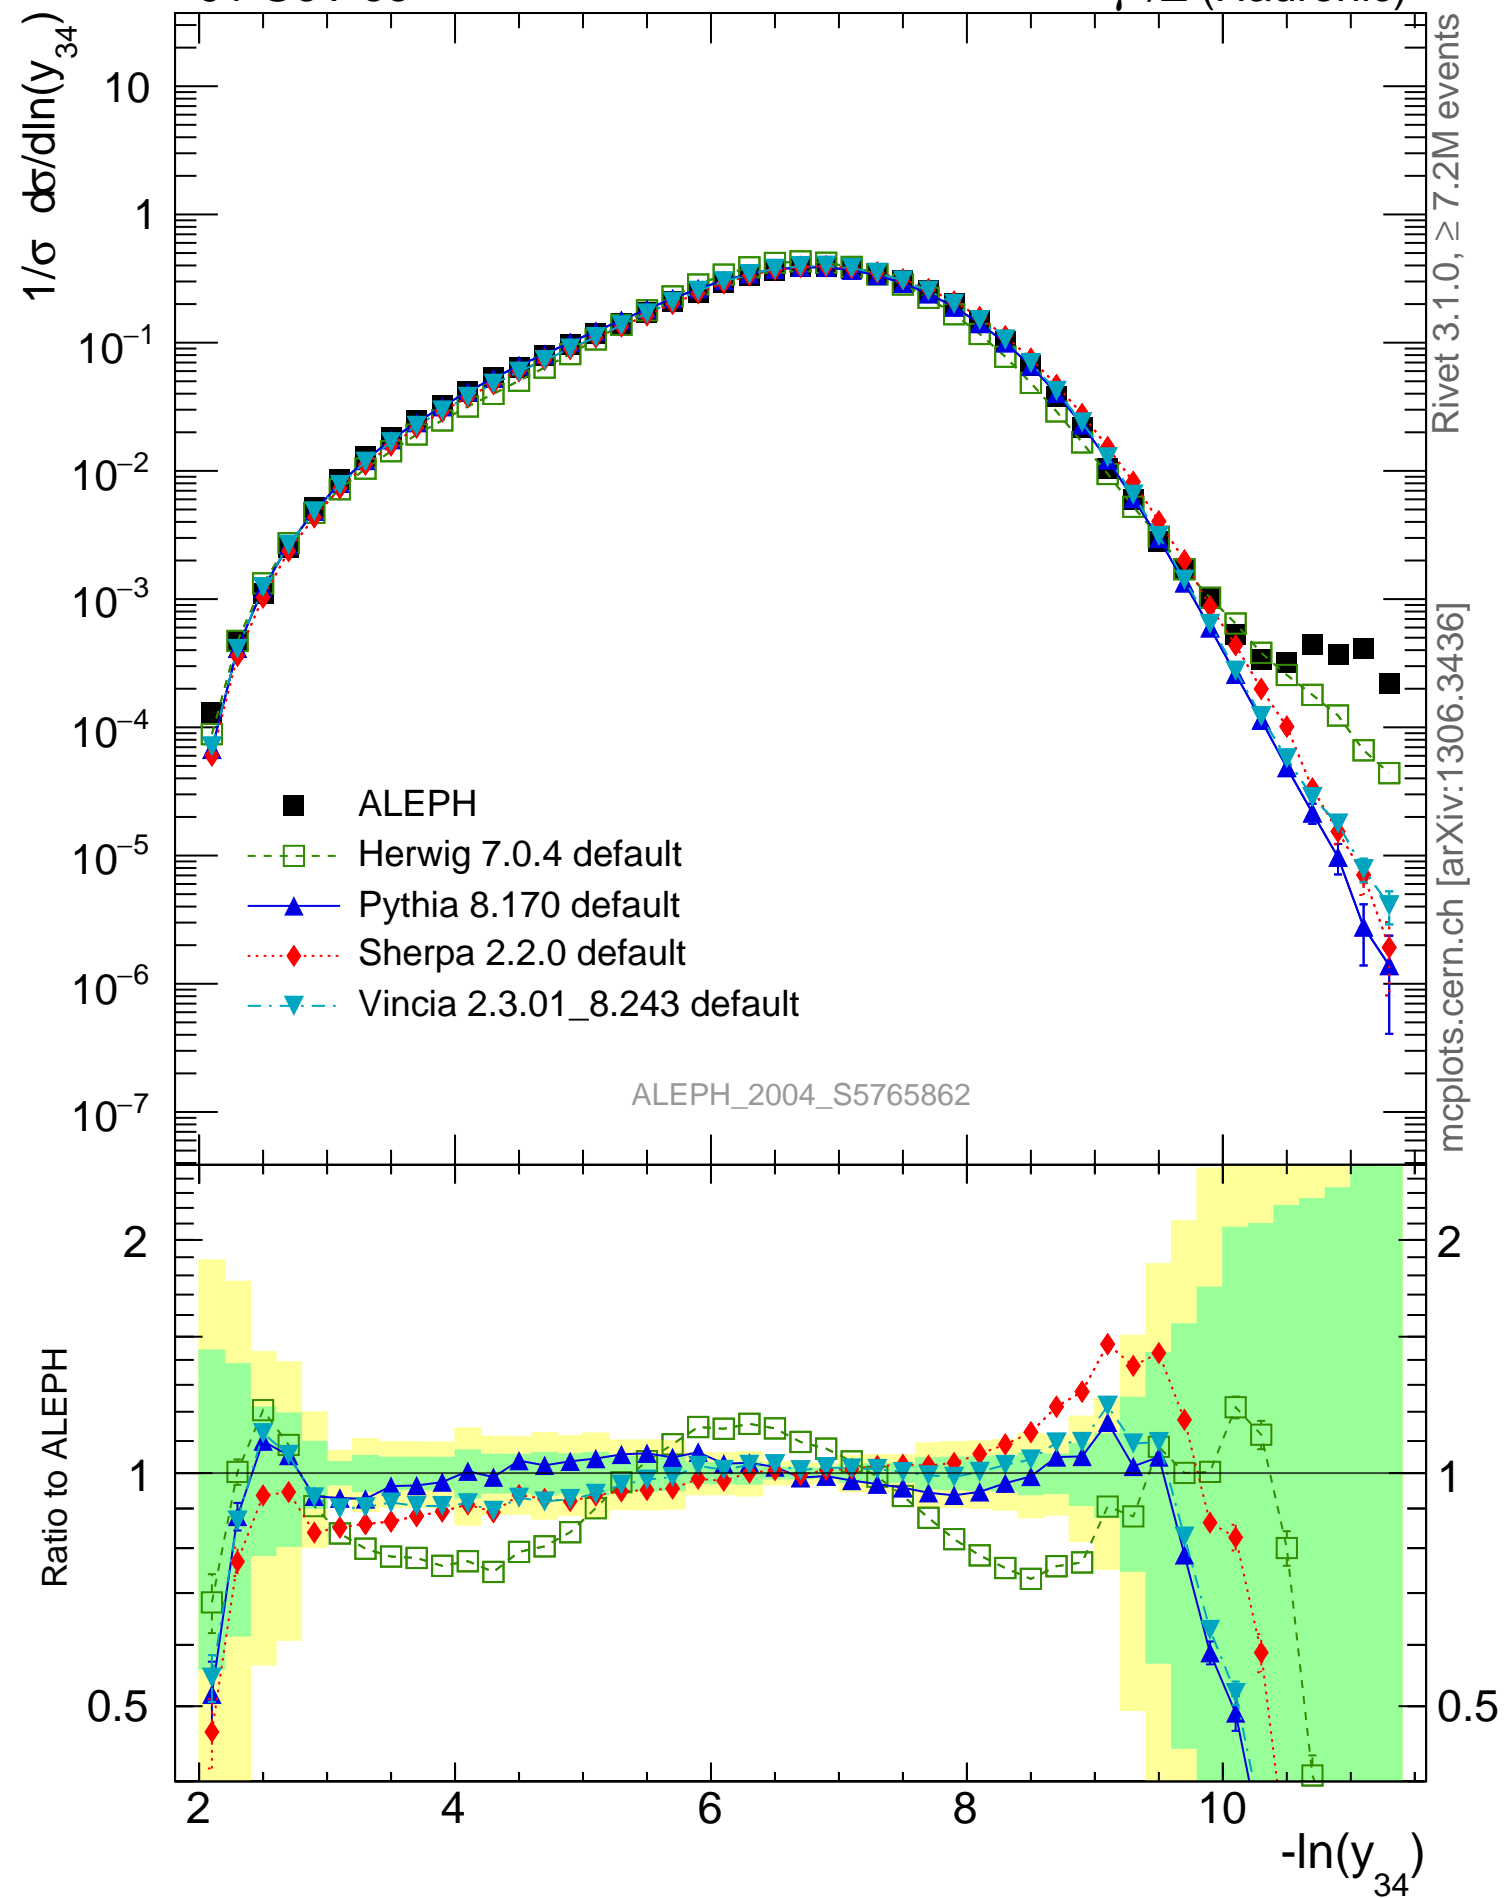 1/σ dσ/dln(y34)
10
1
10−1
10−2
10−3
10−4
10−5
10−6
10−7
ALEPH
Herwig 7.0.4 default
Pythia 8.170 default
Sherpa 2.2.0 default
Vincia 2.3.01_8.243 default
ALEPH_2004_S5765862
Rivet 3.1.0, ≥ 7.2M events
mcplots.cern.ch [arXiv:1306.3436]
Ratio to ALEPH
2
1
0.5
2
1
0.5
2
4
6
8
10
-ln(y34)